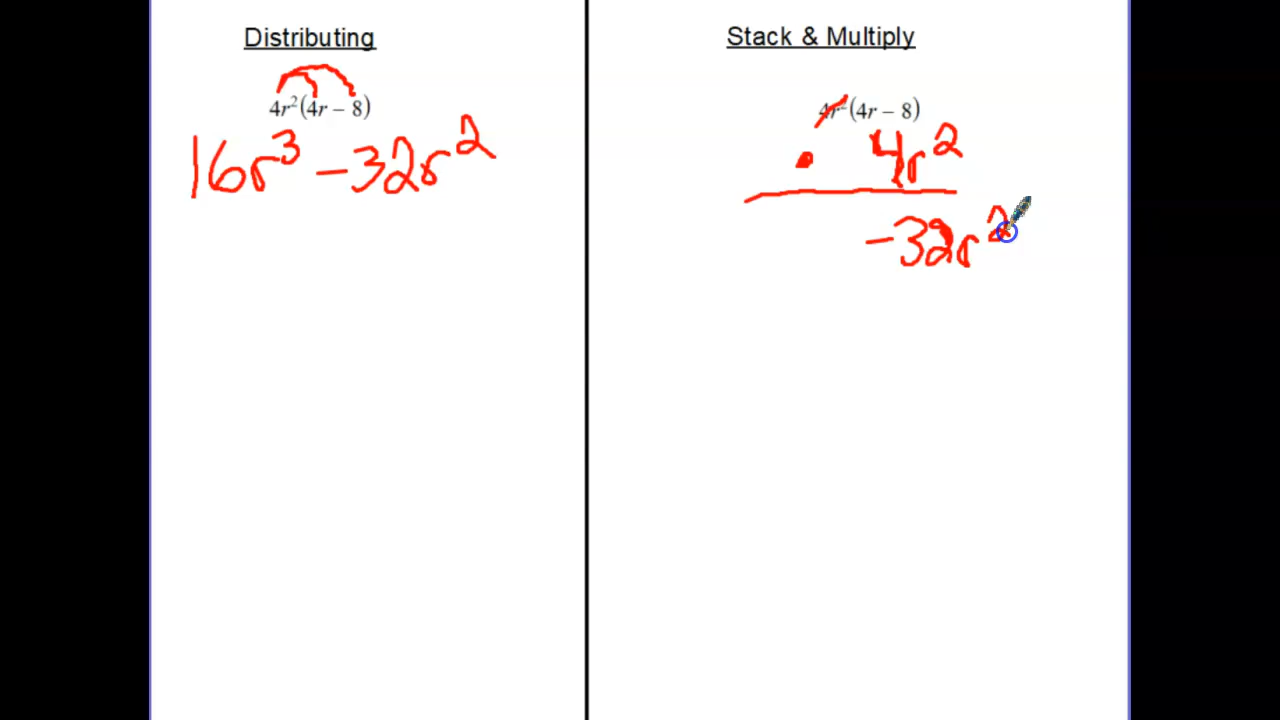 Distributing
4r²(4r – 8)
16r³ – 32r²
Stack & Multiply
4r²(4r – 8)
• 4r²
–32r²